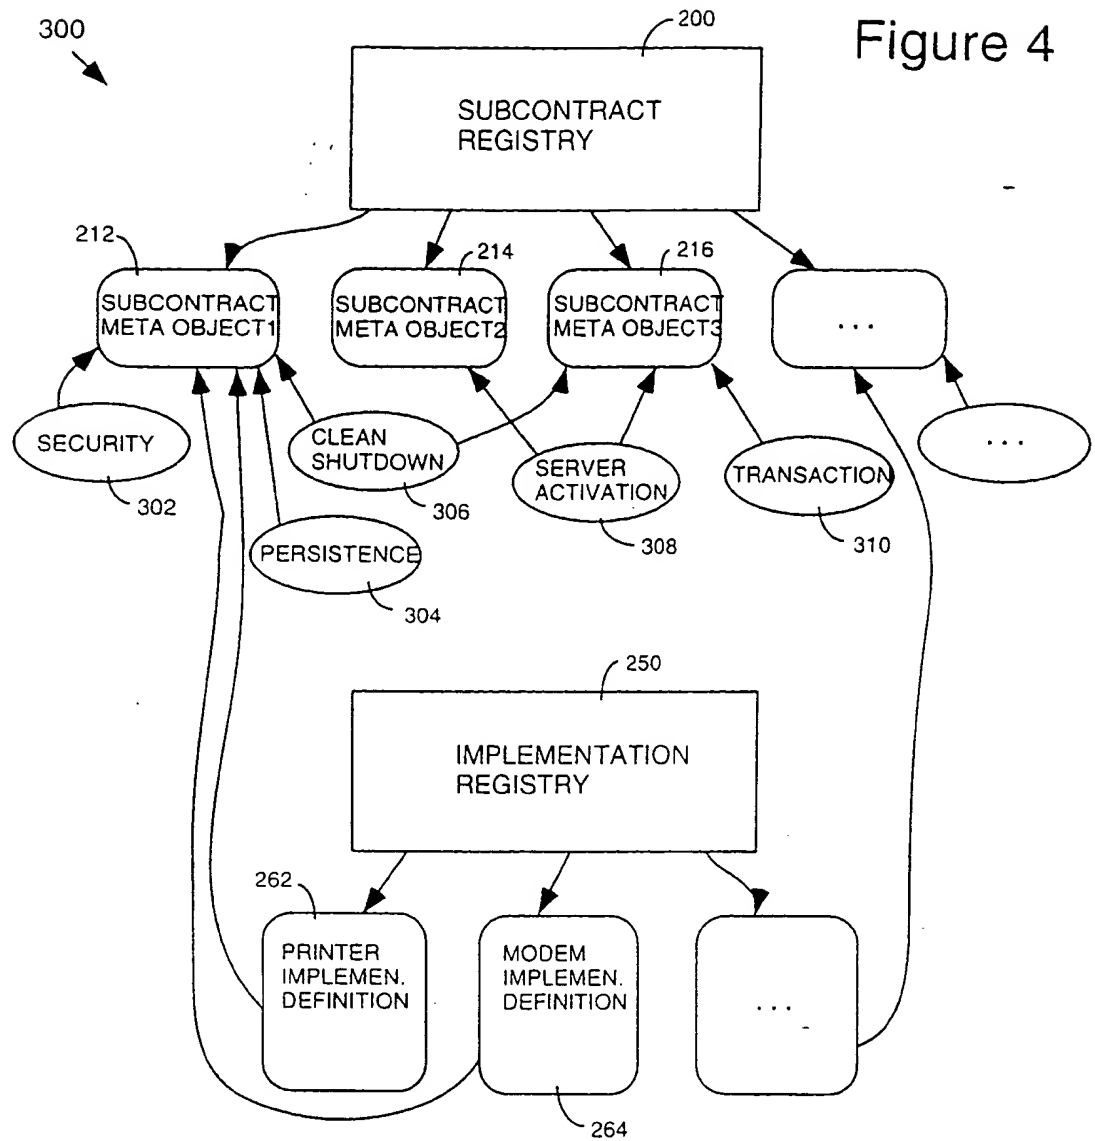 300
200
Figure 4
SUBCONTRACT
REGISTRY
212
214
216
SUBCONTRACT
META OBJECT1
SUBCONTRACT
META OBJECT2
SUBCONTRACT
META OBJECT3
...
SECURITY
302
CLEAN
SHUTDOWN
306
SERVER
ACTIVATION
308
TRANSACTION
310
...
PERSISTENCE
304
250
IMPLEMENTATION
REGISTRY
262
PRINTER
IMPLEMEN.
DEFINITION
MODEM
IMPLEMEN.
DEFINITION
264
...